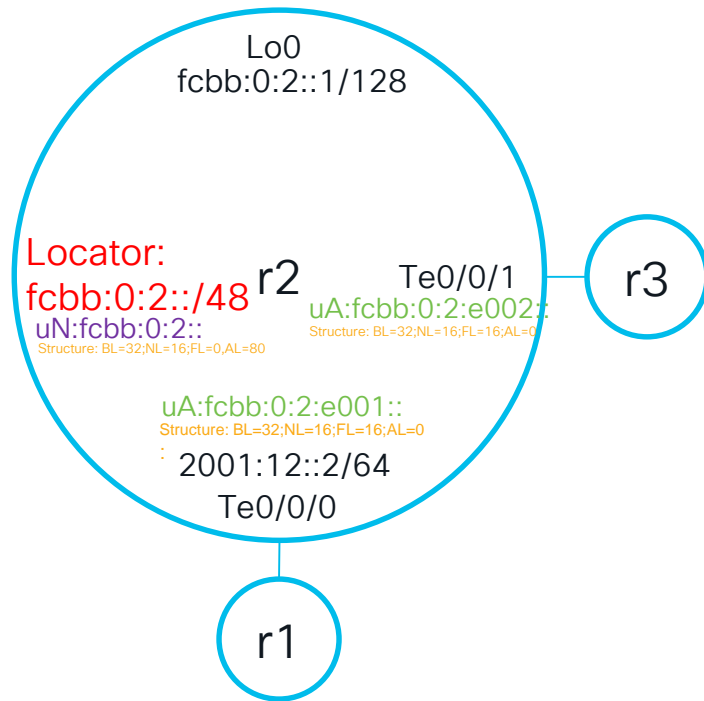 Lo0
fcbb:0:2::1/128
Locator:
fcbb:0:2::/48
r2
uN:fcbb:0:2::
Structure: BL=32;NL=16;FL=0,AL=80
Te0/0/1
uA:fcbb:0:2:e002::
Structure: BL=32;NL=16;FL=16;AL=0
r3
uA:fcbb:0:2:e001::
Structure: BL=32;NL=16;FL=16;AL=0
:
2001:12::2/64
Te0/0/0
r1